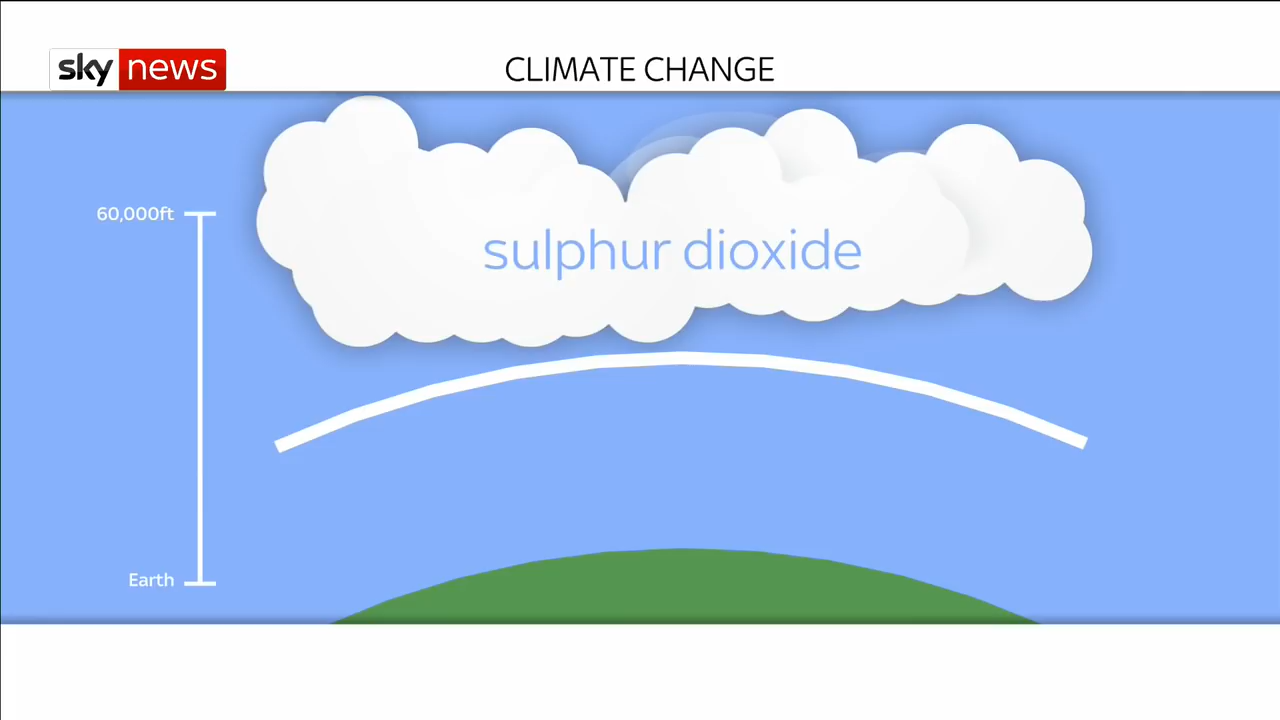 sky news
CLIMATE CHANGE
60,000ft
sulphur dioxide
Earth